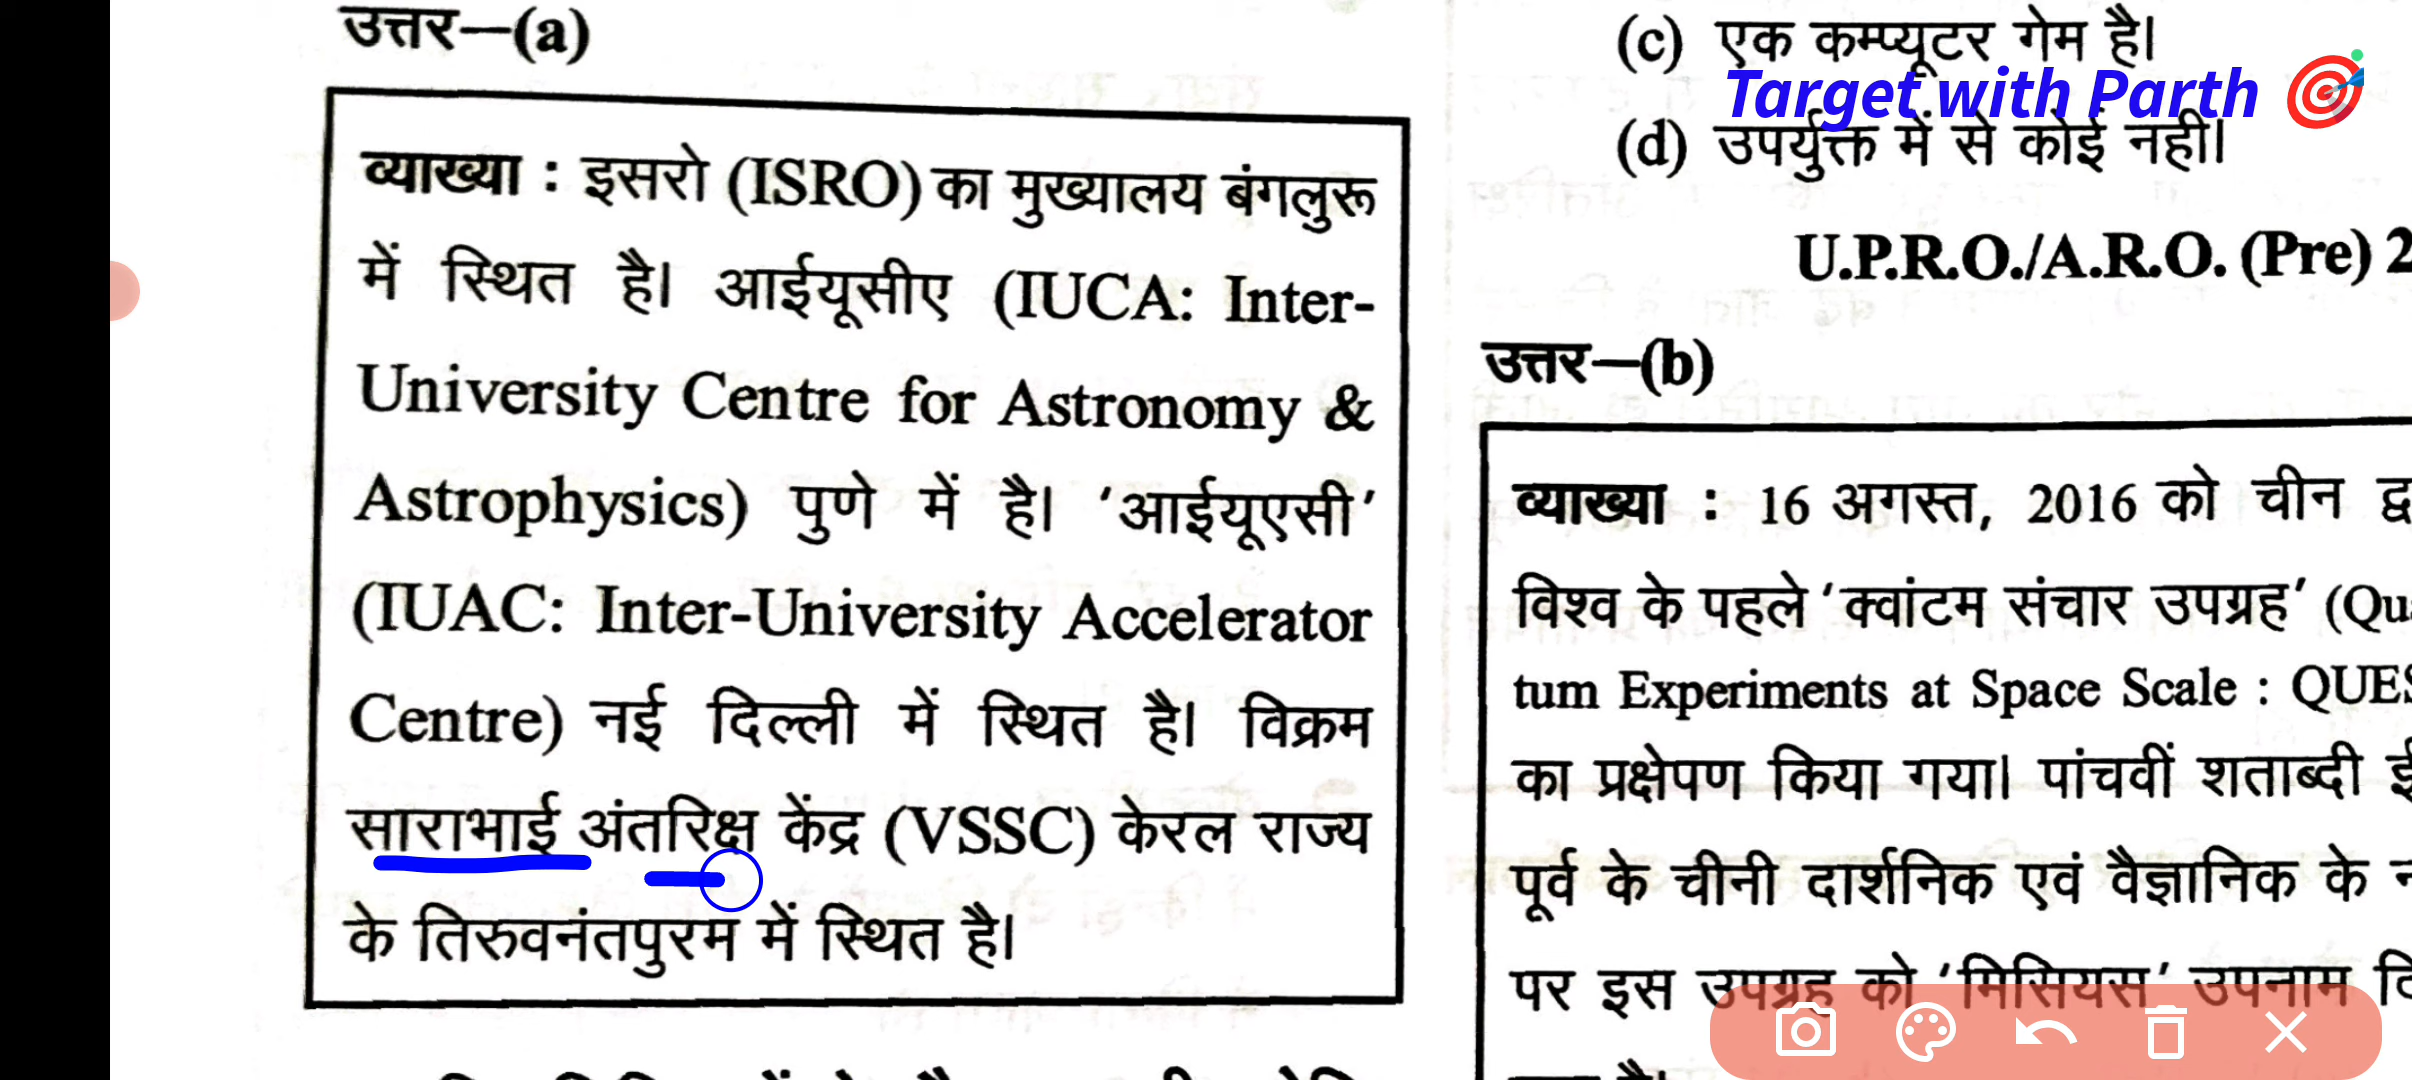 उत्तर—(a)
व्याख्या : इसरो (ISRO) का मुख्यालय बंगलुरू
में स्थित है। आईयूसीए (IUCA: Inter-
University Centre for Astronomy &
Astrophysics) पुणे में है। ’आईयूएसी’
(IUAC: Inter-University Accelerator
Centre) नई दिल्ली में स्थित है। विक्रम
साराभाई अंतरिक्ष केंद्र (VSSC) केरल राज्य
के तिरुवनंतपुरम में स्थित है।
(c) एक कम्प्यूटर गेम है।
Target with Parth
(d) उपर्युक्त में से कोई नही।
U.P.R.O./A.R.O. (Pre) 2
उत्तर—(b)
व्याख्या : 16 अगस्त, 2016 को चीन द्व
विश्व के पहले ’क्वांटम संचार उपग्रह’ (Qu
tum Experiments at Space Scale : QUES
का प्रक्षेपण किया गया। पांचवीं शताब्दी ई
पूर्व के चीनी दार्शनिक एवं वैज्ञानिक के
पर इस उपग्रह को ’मिसियस’ उपनाम दि